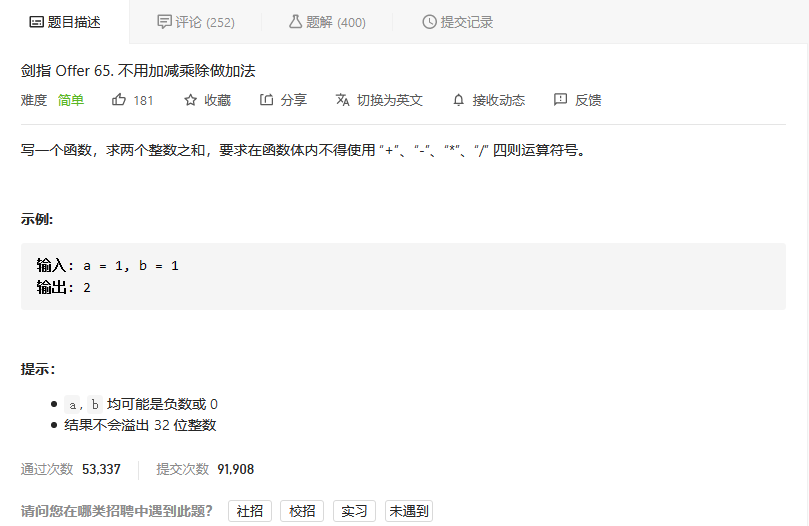 题目描述 评论 (252) 题解 (400) 提交记录
剑指 Offer 65. 不用加减乘除做加法
难度 简单 181 收藏 分享 切换为英文 接收动态 反馈
写一个函数，求两个整数之和，要求在函数体内不得使用 “+”、“-”、“*”、“/” 四则运算符号。
示例:
输入: a = 1, b = 1
输出: 2
提示：
a, b 均可能是负数或 0
结果不会溢出 32 位整数
通过次数 53,337 提交次数 91,908
请问您在哪类招聘中遇到此题？ 社招 校招 实习 未遇到